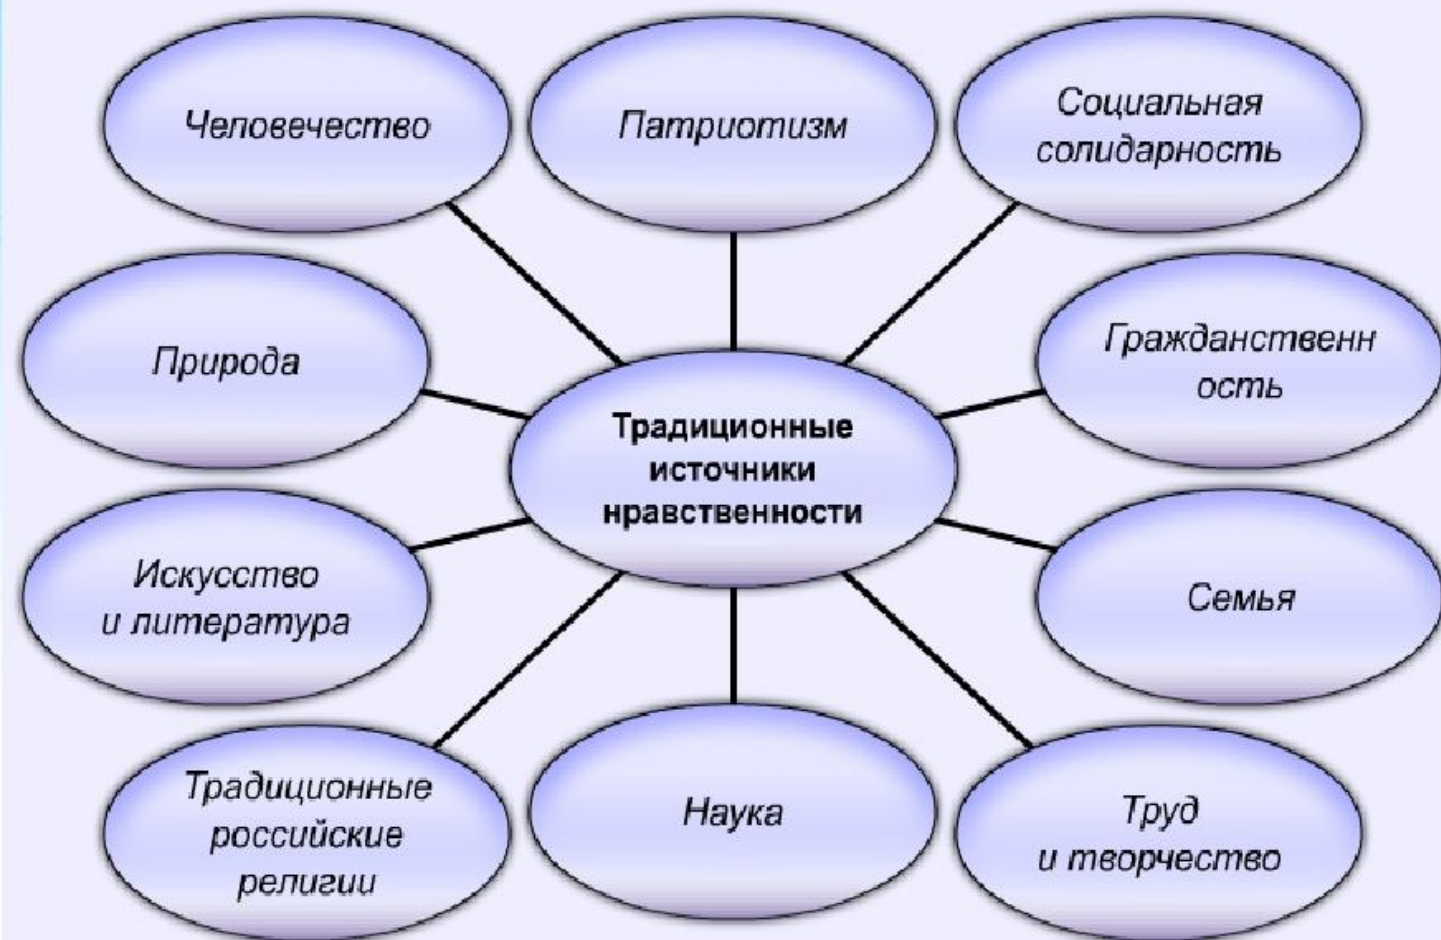 Человечество
Патриотизм
Социальная
солидарность
Природа
Гражданственн
ость
Традиционные
источники
нравственности
Искусство
и литература
Семья
Традиционные
российские
религии
Наука
Труд
и творчество